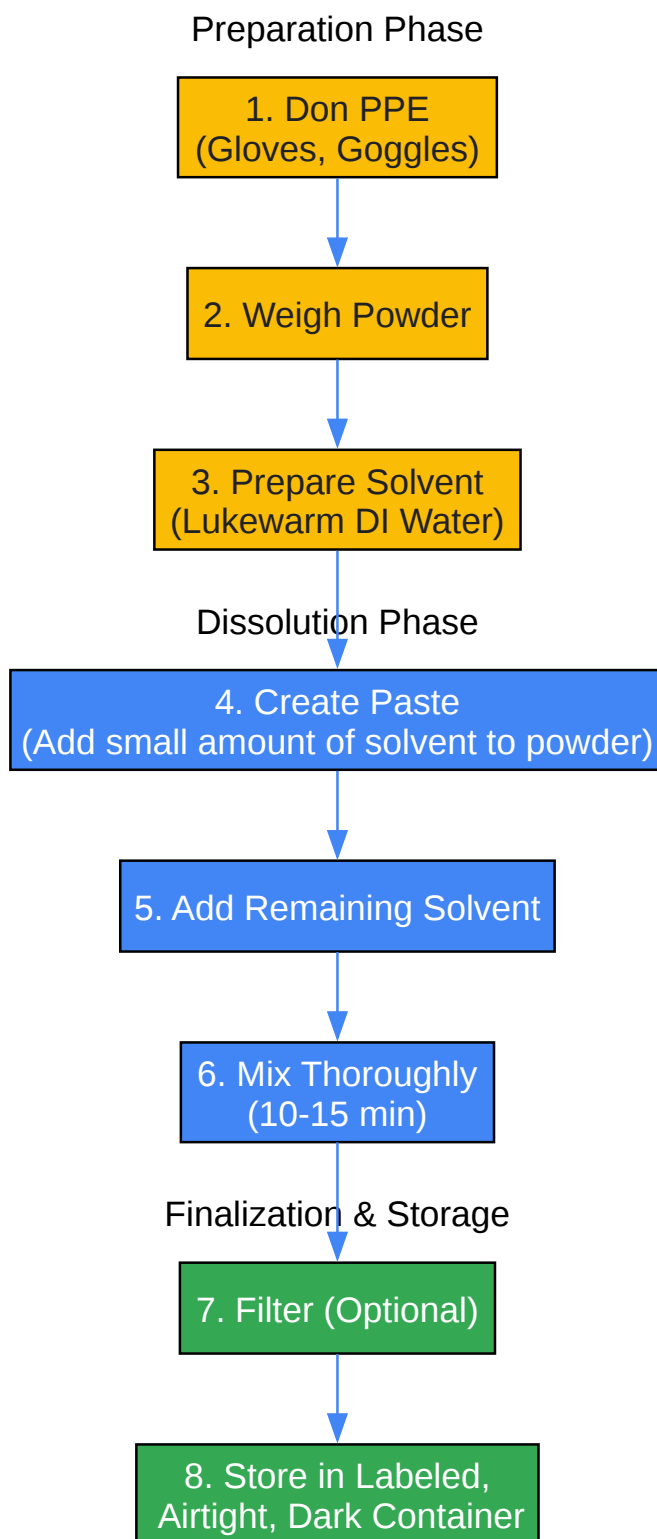 Preparation Phase
1. Don PPE
(Gloves, Goggles)
2. Weigh Powder
3. Prepare Solvent
(Lukewarm DI Water)
Dissolution Phase
4. Create Paste
(Add small amount of solvent to powder)
5. Add Remaining Solvent
6. Mix Thoroughly
(10-15 min)
Finalization & Storage
7. Filter (Optional)
8. Store in Labeled,
Airtight, Dark Container